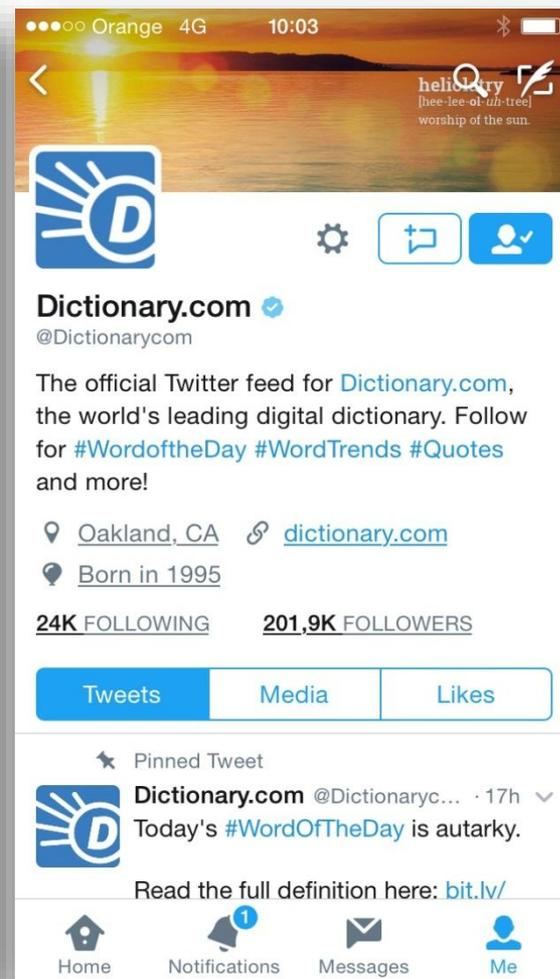 Orange 4G 10:03
heliolatry
[hee-lee-ol-uh-tree]
worship of the sun.
D
Dictionary.com
@Dictionarycom
The official Twitter feed for Dictionary.com,
the world's leading digital dictionary. Follow
for #WordoftheDay #WordTrends #Quotes
and more!
Oakland, CA dictionary.com
Born in 1995
24K FOLLOWING 201,9K FOLLOWERS
Tweets Media Likes
Pinned Tweet
Dictionary.com @Dictionaryc... · 17h
D
Today's #WordOfTheDay is autarky.
Read the full definition here: bit.ly/
1
Home Notifications Messages Me